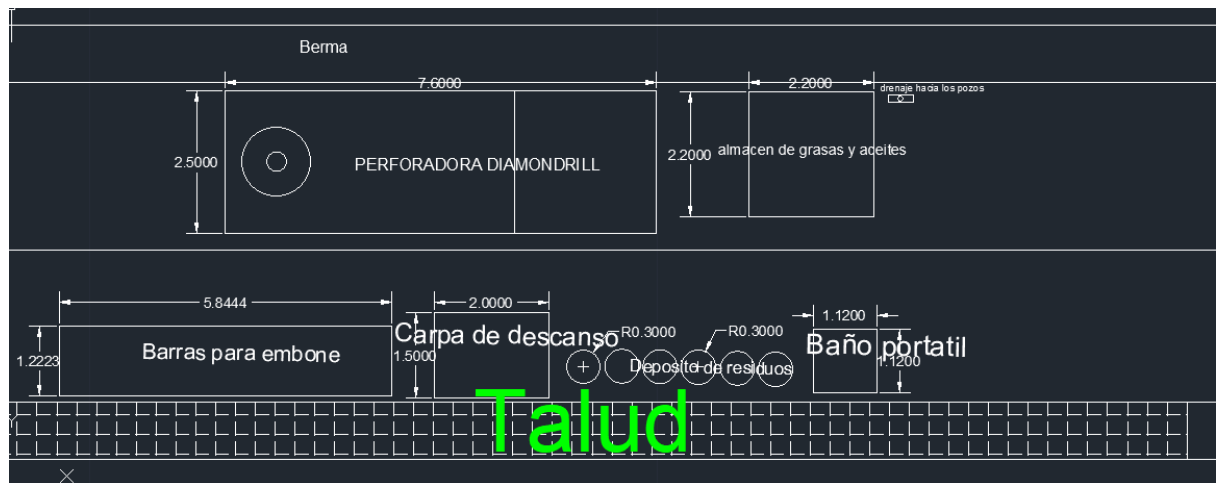 Berma
7.6000
2.2000
drenaje hacia los pozos
2.5000
PERFORADORA DIAMONDRILL
2.2000
almacen de grasas y aceites
5.8444
2.0000
1.1200
Carpa de descanso
R0.3000
R0.3000
Baño portatil
1.2223
Barras para embone
1.5000
Deposito de residuos
1.1200
Talud